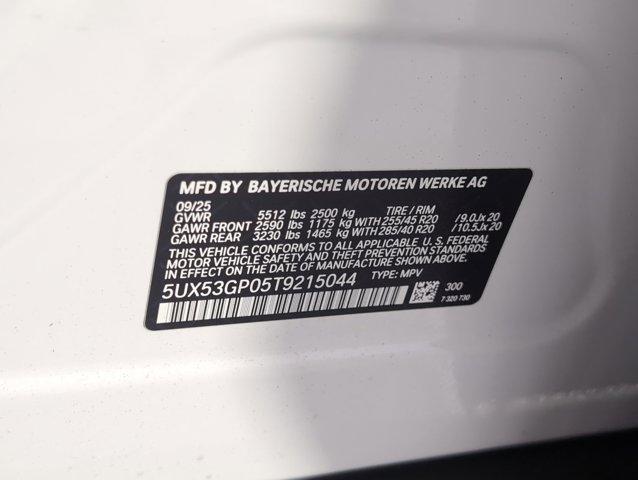 MFD BY BAYERISCHE MOTOREN WERKE AG
09/25 TIRE / RIM
GVWR 5512 lbs 2500 kg
GAWR FRONT 2590 lbs 1175 kg WITH 255/45 R20 /9.0Jx 20
GAWR REAR 3230 lbs 1465 kg WITH 285/40 R20 /10.5Jx 20
THIS VEHICLE CONFORMS TO ALL APPLICABLE U. S. FEDERAL
MOTOR VEHICLE SAFETY, BUMPER, AND THEFT PREVENTION STANDARDS
IN EFFECT ON THE DATE OF MANUFACTURE SHOWN ABOVE.
5UX53GP05T9215044 TYPE: MPV
300
7 320 730